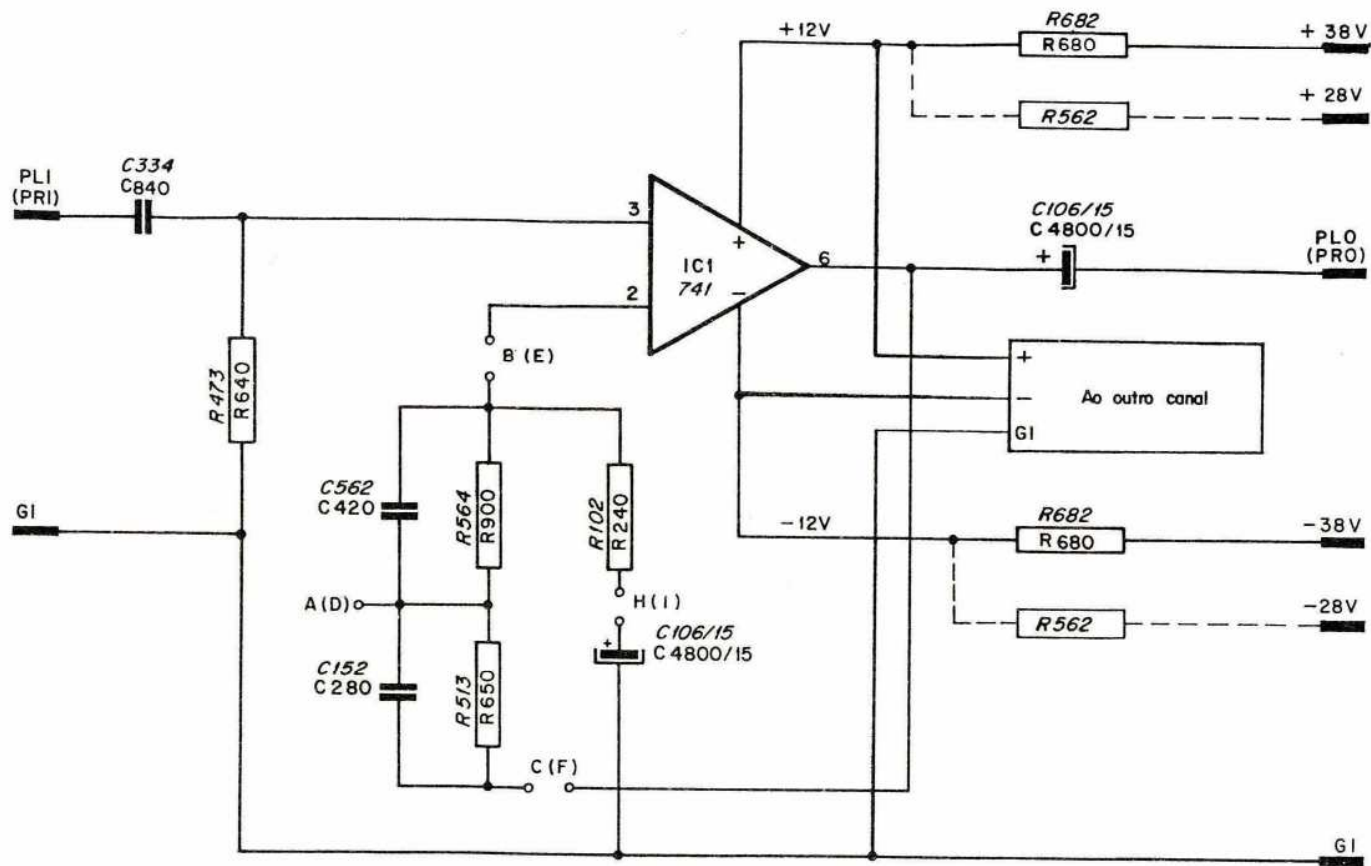 R682
R680
+12V
+ 38V
+ 28V
R562
C334
C840
PLI
(PRI)
3
+
IC1
741
−
6
2
C106/15
C4800/15
+
PLO
(PRO)
B (E)
R473
R640
+
−
GI
Ao outro canal
C562
C420
R564
R900
R102
R240
GI
−12V
R682
R680
−38V
A(D)
H(I)
−28V
R562
C106/15
+
C4800/15
C152
C280
R513
R650
C (F)
GI